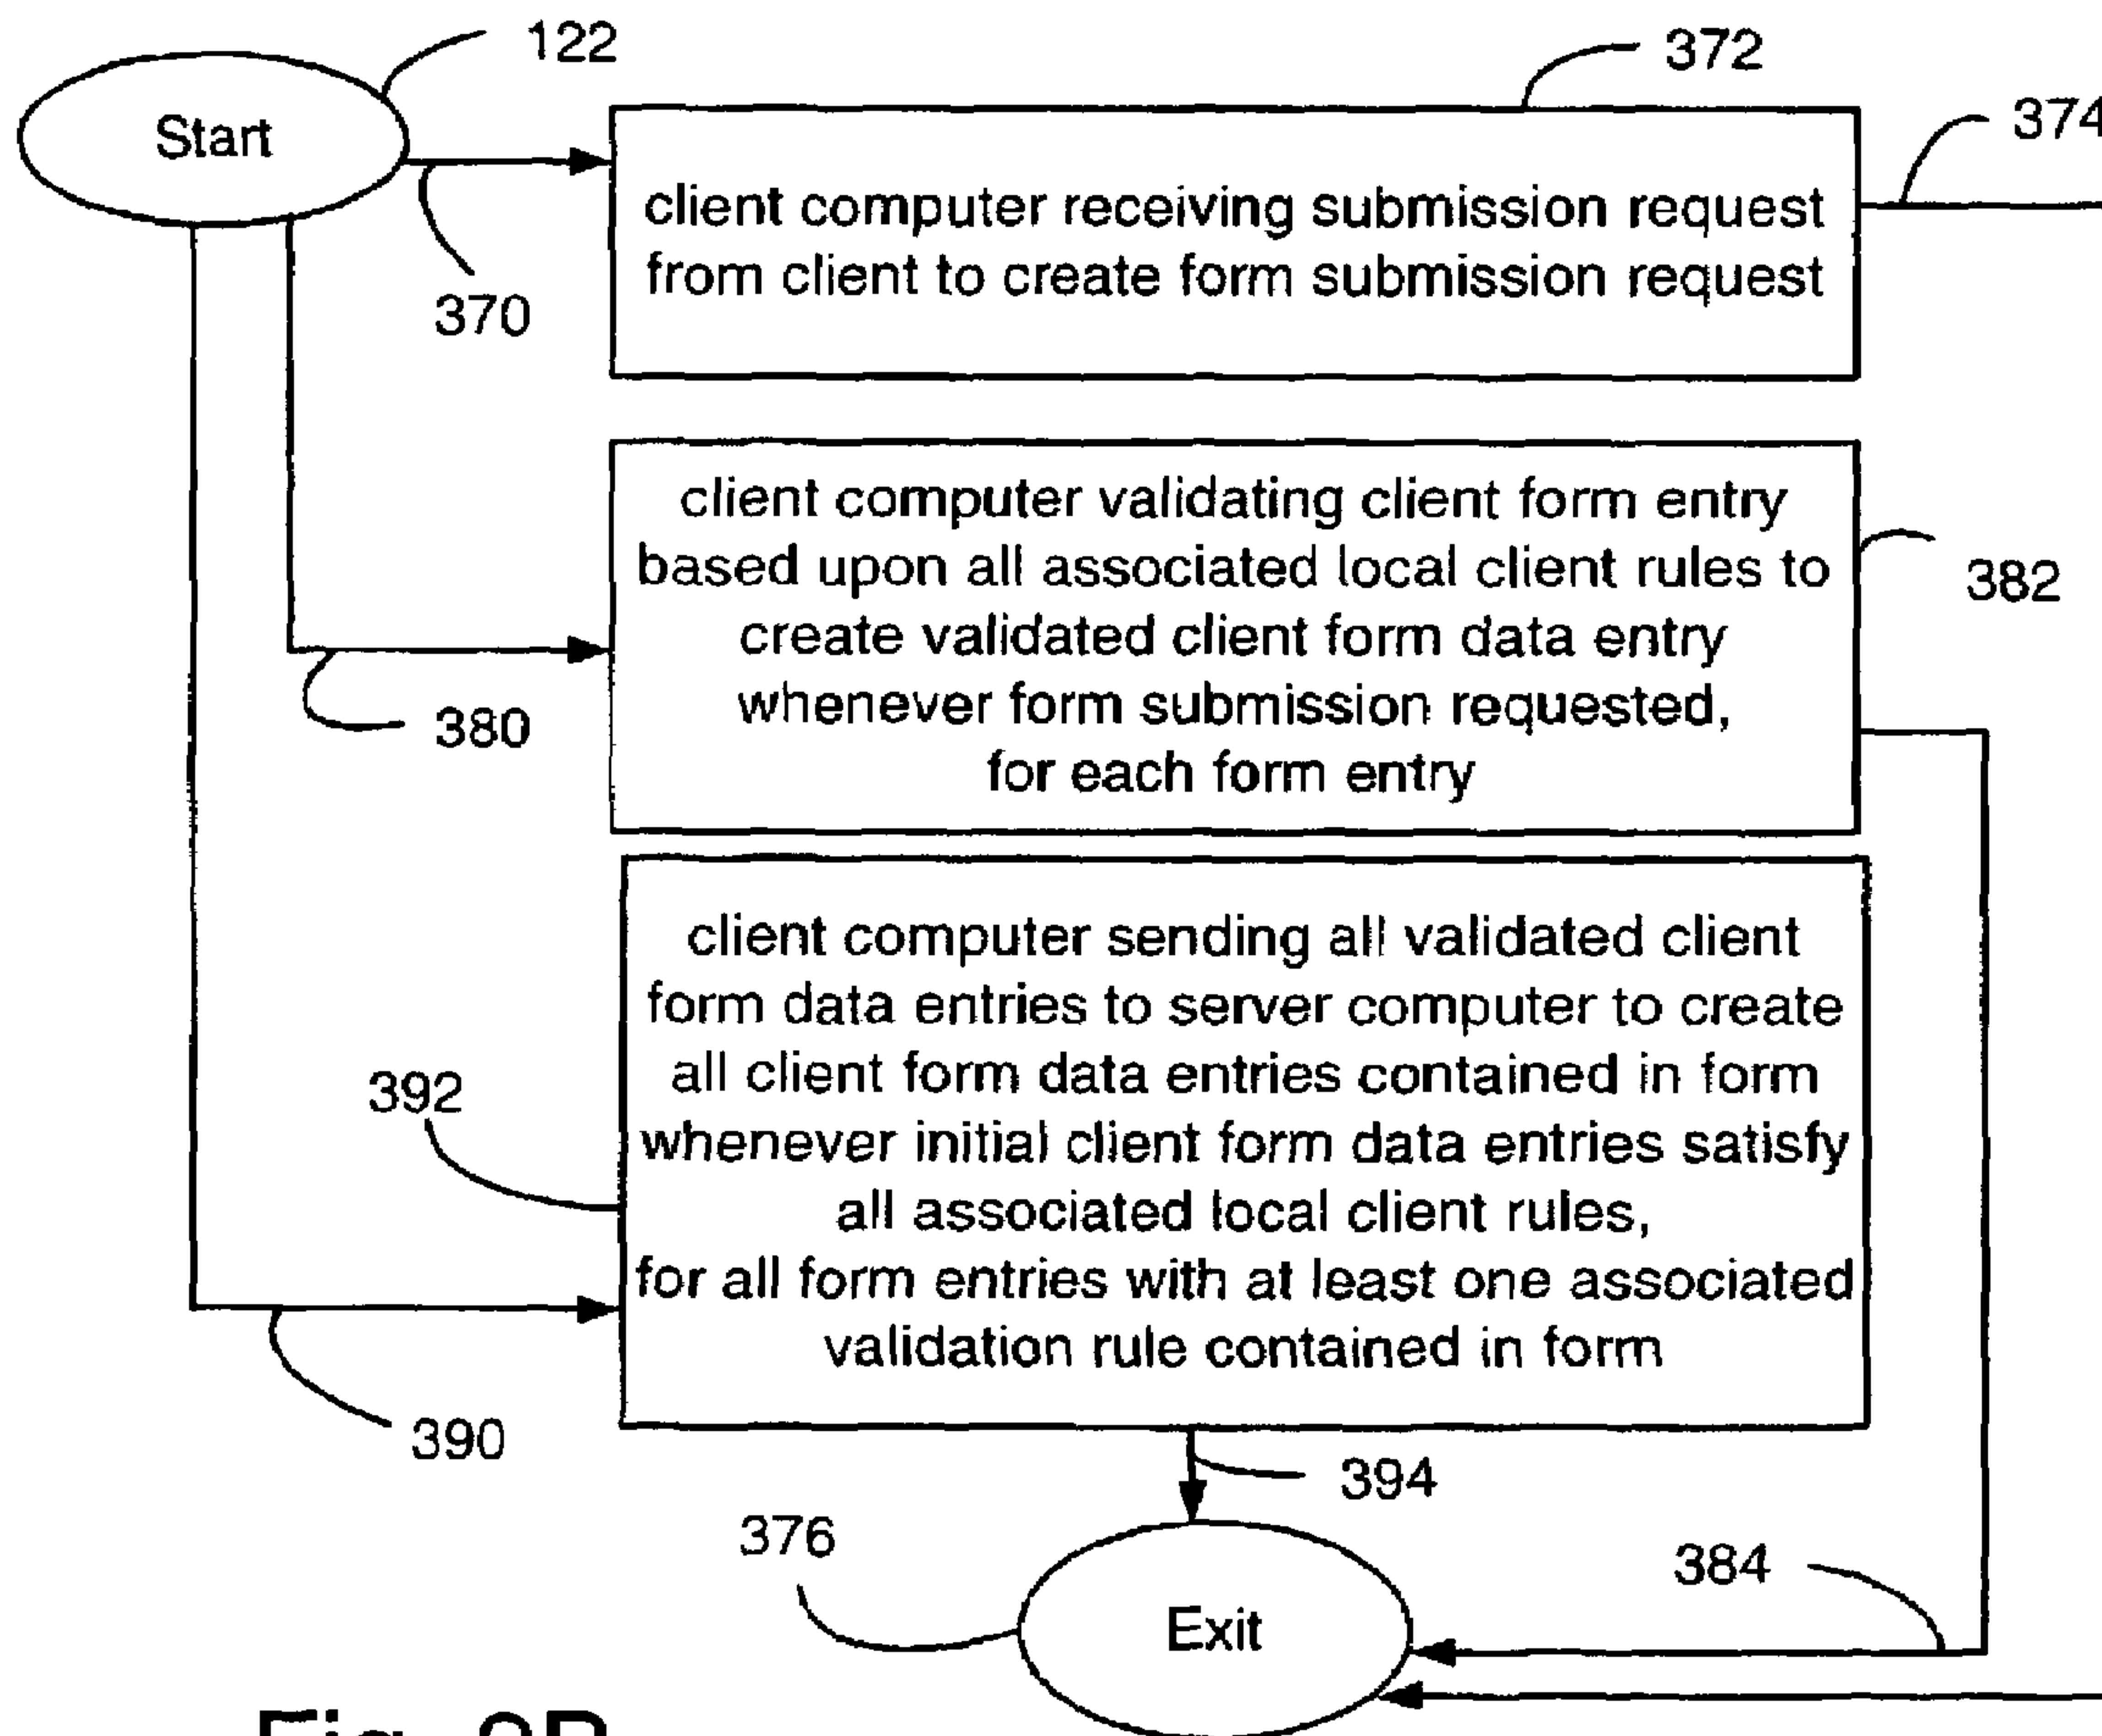 122
372
374
Start
client computer receiving submission request
from client to create form submission request
370
client computer validating client form entry
based upon all associated local client rules to
create validated client form data entry
whenever form submission requested,
for each form entry
382
380
client computer sending all validated client
form data entries to server computer to create
all client form data entries contained in form
whenever initial client form data entries satisfy
all associated local client rules,
for all form entries with at least one associated
validation rule contained in form
392
390
394
376
384
Exit
Fig.